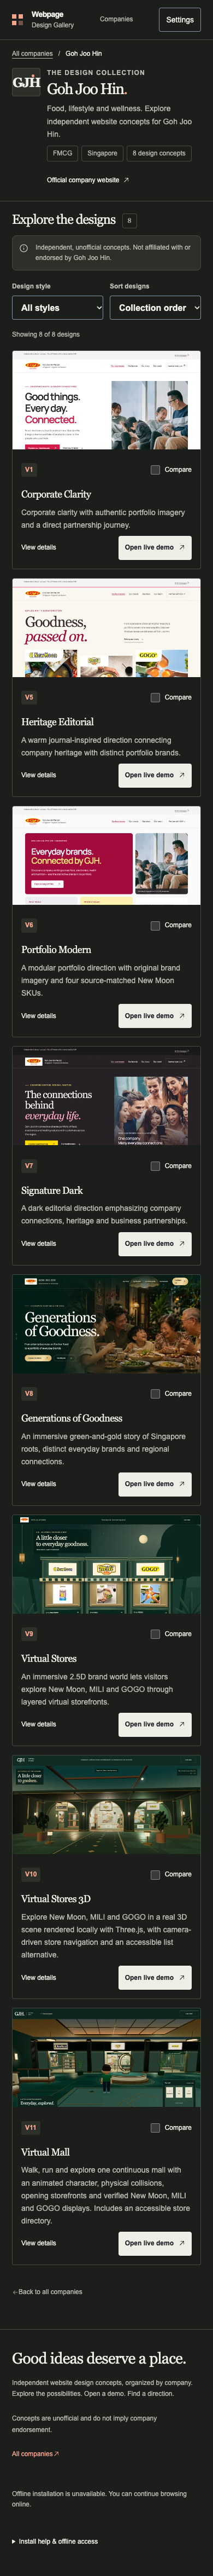 Webpage
Design Gallery
Companies
Settings
All companies / Goh Joo Hin
GJH
THE DESIGN COLLECTION
Goh Joo Hin.
Food, lifestyle and wellness. Explore
independent website concepts for Goh Joo
Hin.
FMCG
Singapore
8 design concepts
Official company website ↗
Explore the designs 8
Independent, unofficial concepts. Not affiliated with or
endorsed by Goh Joo Hin.
Design style
Sort designs
All styles
Collection order
Showing 8 of 8 designs
Good things.
Every day.
Connected.
V1
Compare
Corporate Clarity
Corporate clarity with authentic portfolio imagery
and a direct partnership journey.
View details
Open live demo ↗
Goodness,
passed on.
GOGO
V5
Compare
Heritage Editorial
A warm journal-inspired direction connecting
company heritage with distinct portfolio brands.
View details
Open live demo ↗
Everyday brands.
Connected by GJH.
V6
Compare
Portfolio Modern
A modular portfolio direction with original brand
imagery and four source-matched New Moon
SKUs.
View details
Open live demo ↗
The connections
behind
everyday life.
V7
Compare
Signature Dark
A dark editorial direction emphasizing company
connections, heritage and business partnerships.
View details
Open live demo ↗
Generations
of Goodness.
V8
Compare
Generations of Goodness
An immersive green-and-gold story of Singapore
roots, distinct everyday brands and regional
connections.
View details
Open live demo ↗
A little closer
to everyday goodness.
GOGO
V9
Compare
Virtual Stores
An immersive 2.5D brand world lets visitors
explore New Moon, MILI and GOGO through
layered virtual storefronts.
View details
Open live demo ↗
GJH
A little closer
V10
Compare
Virtual Stores 3D
Explore New Moon, MILI and GOGO in a real 3D
scene rendered locally with Three.js, with camera-
driven store navigation and an accessible list
alternative.
View details
Open live demo ↗
GJH
Everyday, explored.
V11
Compare
Virtual Mall
Walk, run and explore one continuous mall with
an animated character, physical collisions,
opening storefronts and verified New Moon, MILI
and GOGO displays. Includes an accessible store
directory.
View details
Open live demo ↗
←Back to all companies
Good ideas deserve a place.
Independent website design concepts, organized by company.
Explore the possibilities. Open a demo. Find a direction.
Concepts are unofficial and do not imply company
endorsement.
All companies↗
Offline installation is unavailable. You can continue browsing
online.
Install help & offline access